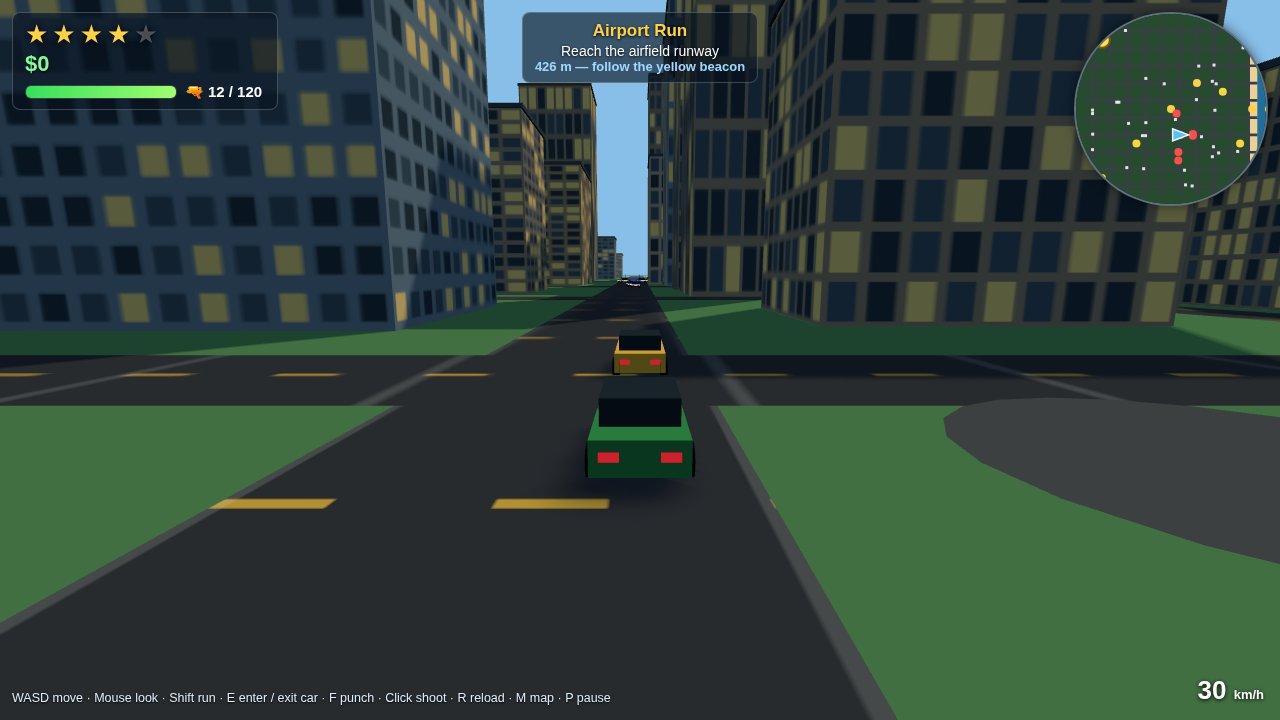 $0
12 / 120
Airport Run
Reach the airfield runway
426 m — follow the yellow beacon
WASD move · Mouse look · Shift run · E enter / exit car · F punch · Click shoot · R reload · M map · P pause
30 km/h